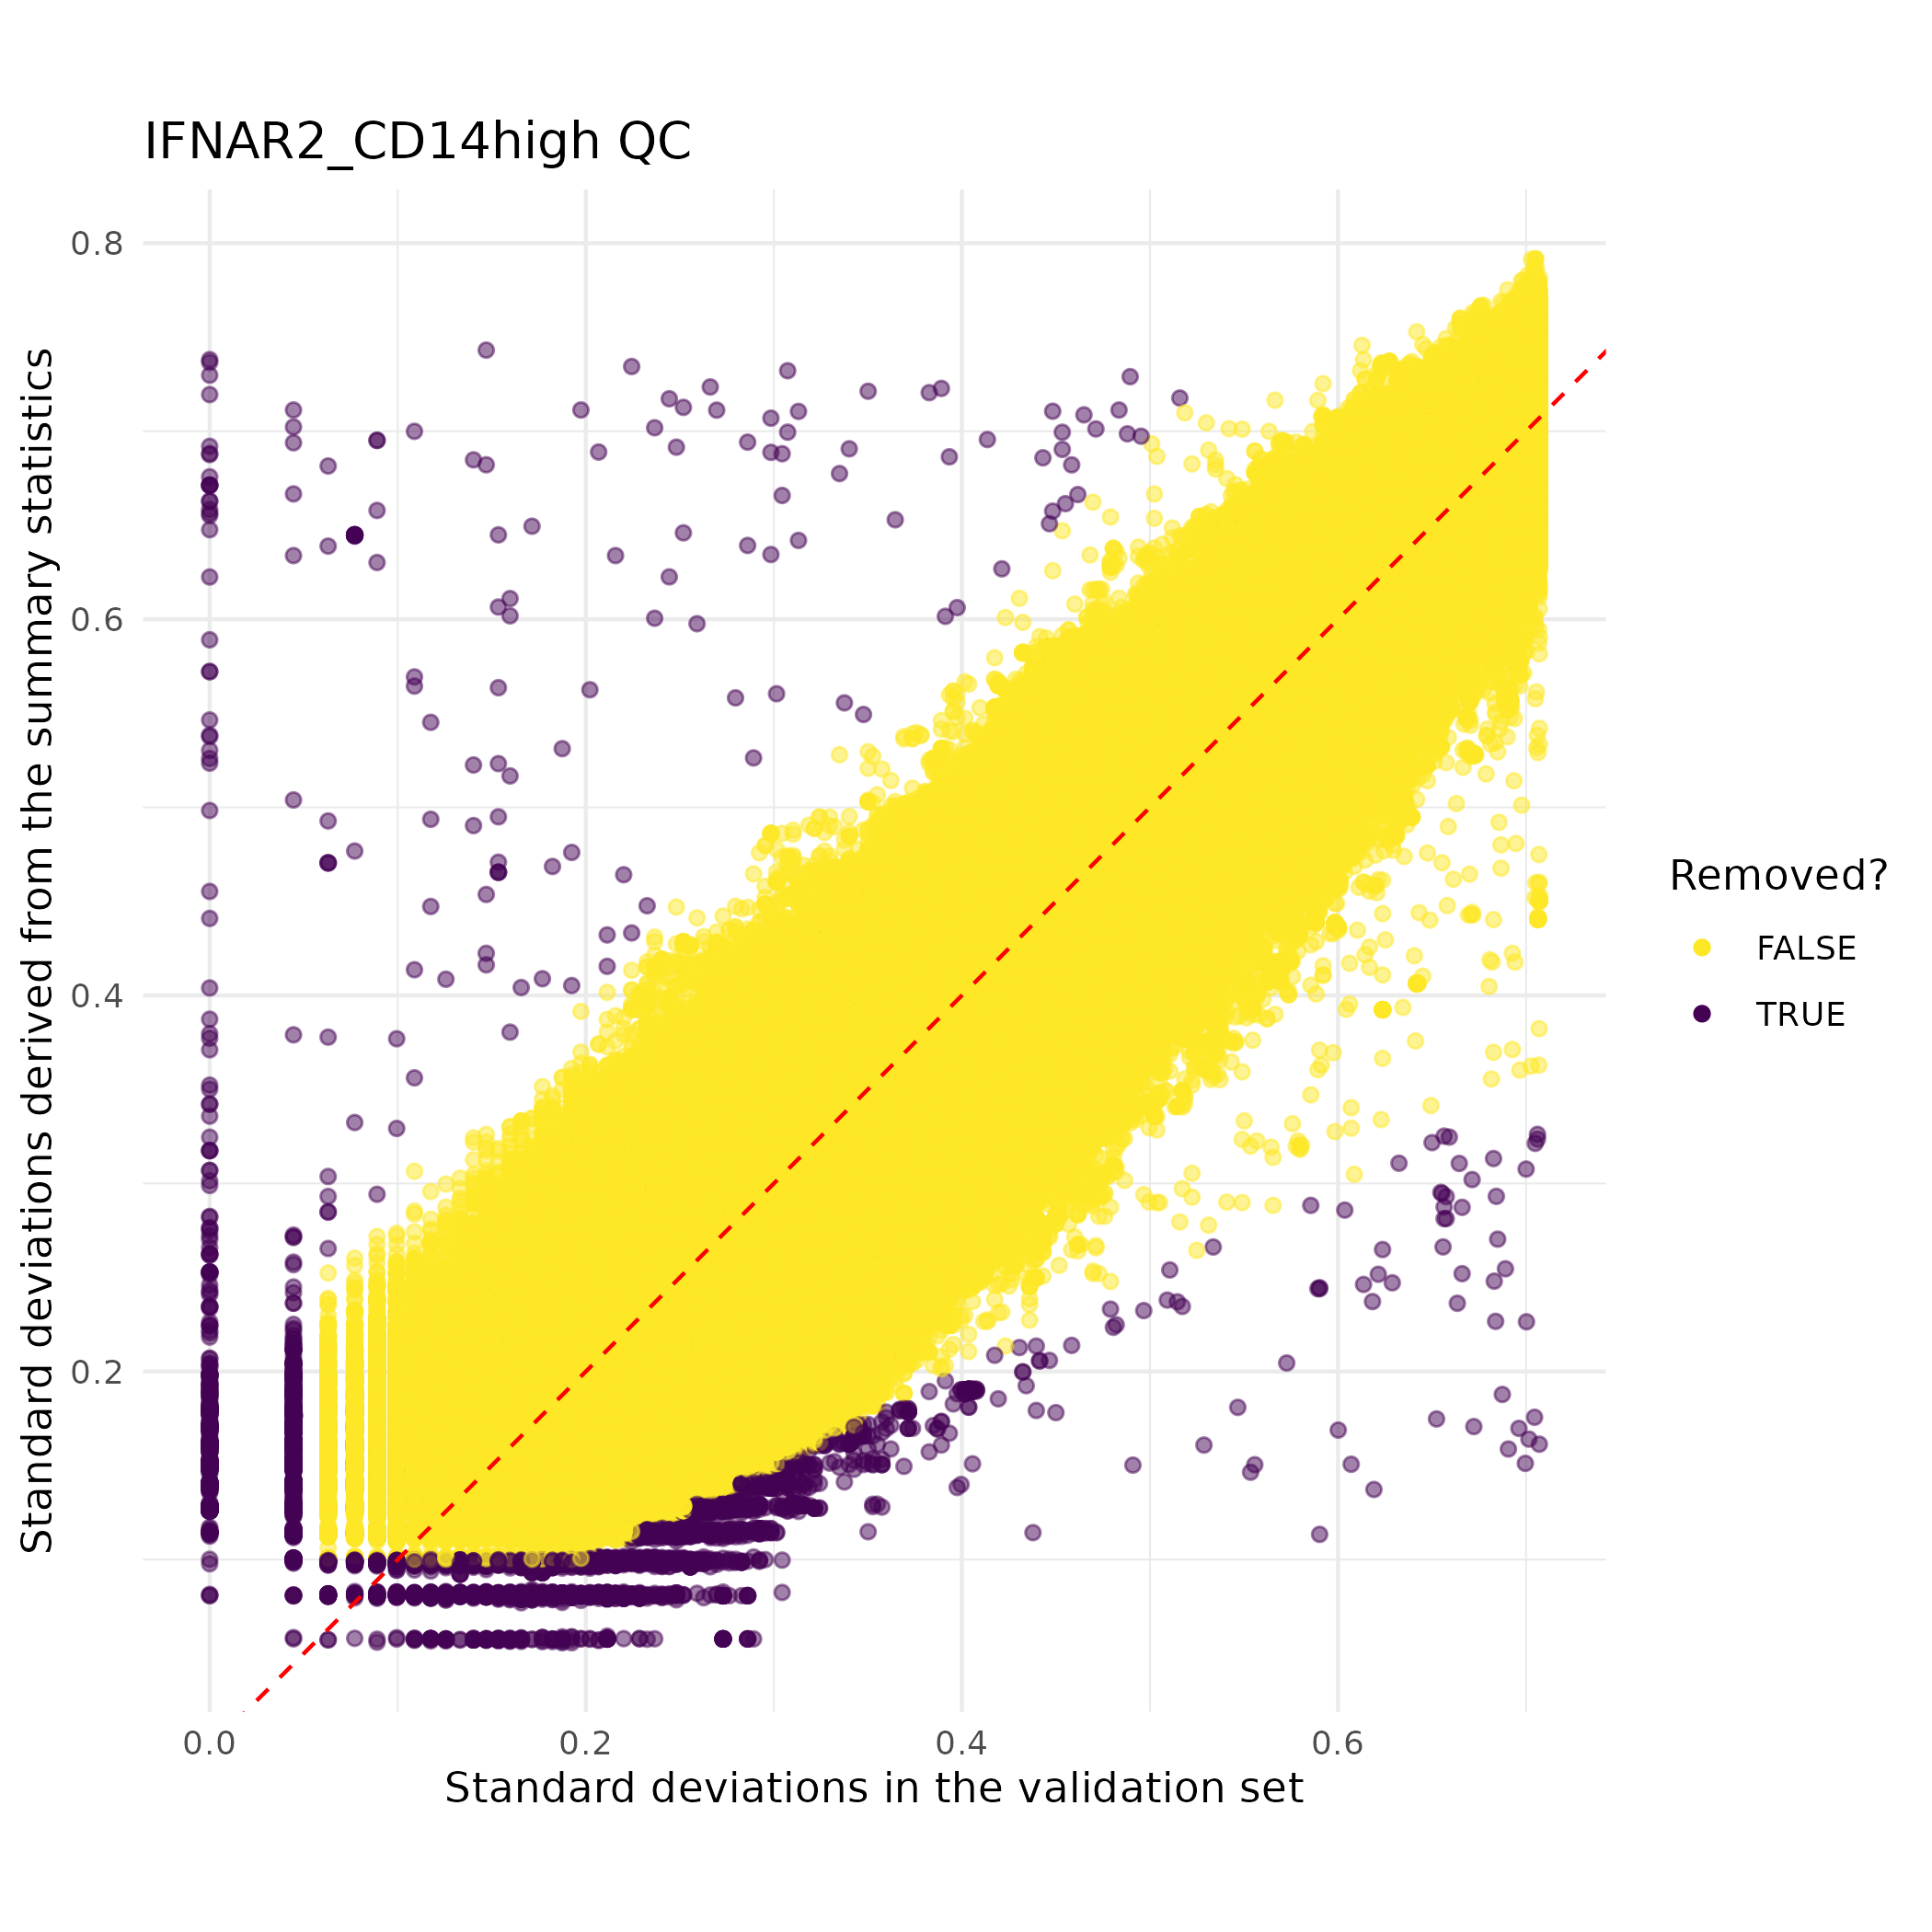 IFNAR2_CD14high QC
Standard deviations derived from the summary statistics
0.8
0.6
0.4
0.2
0.0
0.2
0.4
0.6
Standard deviations in the validation set
Removed?
FALSE
TRUE